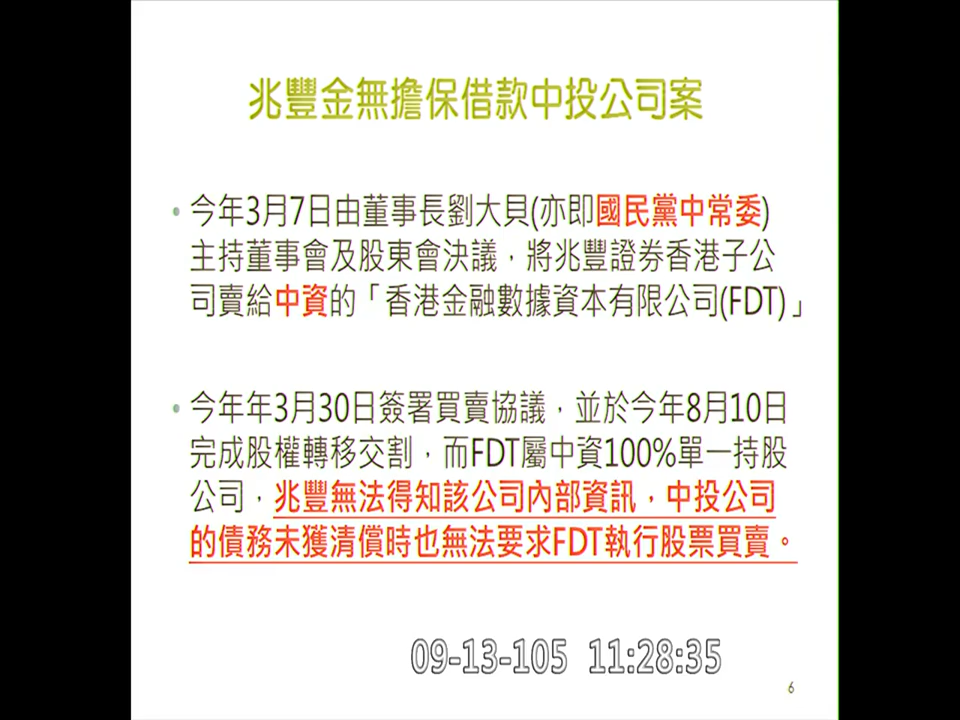 兆豐金無擔保借款中投公司案
• 今年3月7日由董事長劉大貝(亦即國民黨中常委)
主持董事會及股東會決議，將兆豐證券香港子公
司賣給中資的「香港金融數據資本有限公司(FDT)」
• 今年年3月30日簽署買賣協議，並於今年8月10日
完成股權轉移交割，而FDT屬中資100%單一持股
公司，兆豐無法得知該公司內部資訊，中投公司
的債務未獲清償時也無法要求FDT執行股票買賣。
09-13-105 11:28:35
6